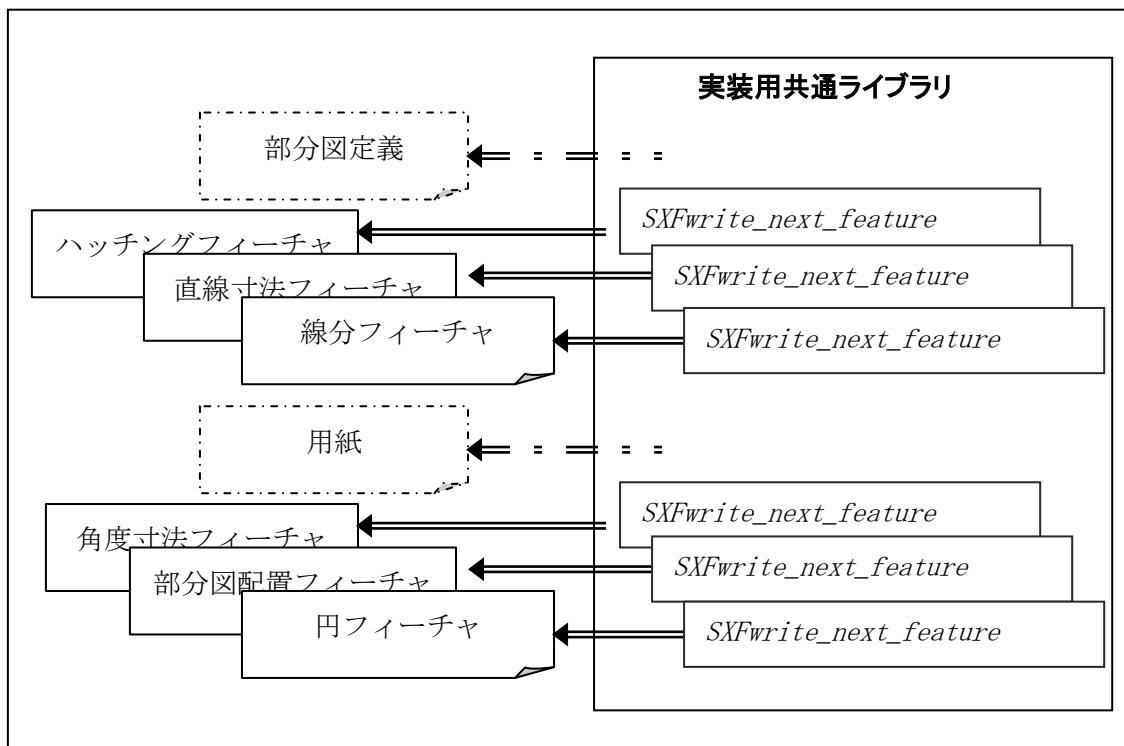 実装用共通ライブラリ
部分図定義
SXFwrite_next_feature
ハッチングフィーチャ
SXFwrite_next_feature
直線寸法フィーチャ
SXFwrite_next_feature
線分フィーチャ
用紙
SXFwrite_next_feature
角度寸法フィーチャ
SXFwrite_next_feature
部分図配置フィーチャ
SXFwrite_next_feature
円フィーチャ